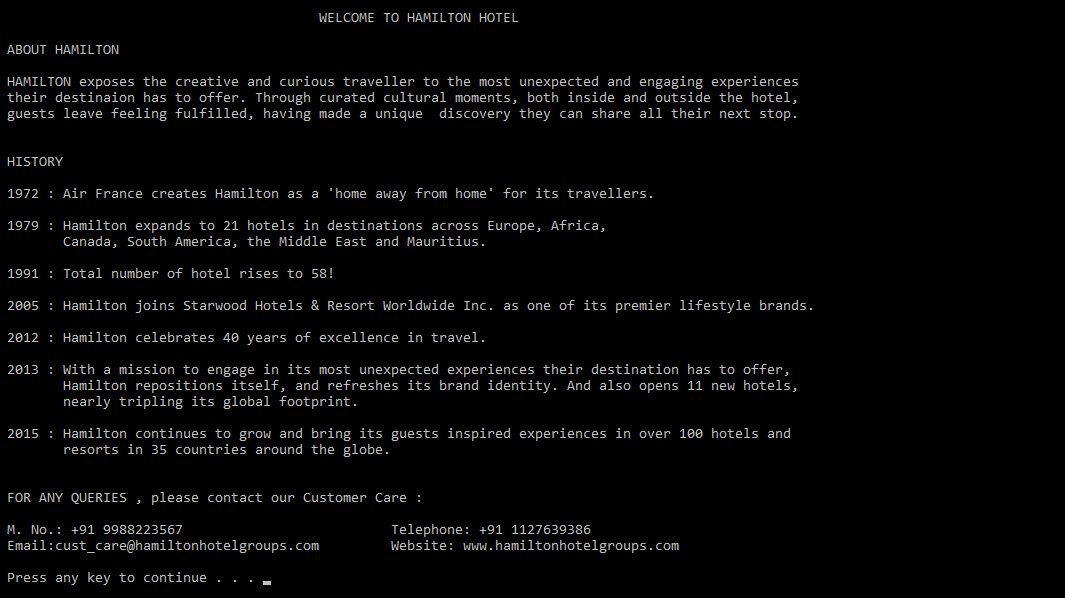 WELCOME TO HAMILTON HOTEL
ABOUT HAMILTON
HAMILTON exposes the creative and curious traveller to the most unexpected and engaging experiences
their destinaion has to offer. Through curated cultural moments, both inside and outside the hotel,
guests leave feeling fulfilled, having made a unique  discovery they can share all their next stop.
HISTORY
1972 : Air France creates Hamilton as a 'home away from home' for its travellers.
1979 : Hamilton expands to 21 hotels in destinations across Europe, Africa,
Canada, South America, the Middle East and Mauritius.
1991 : Total number of hotel rises to 58!
2005 : Hamilton joins Starwood Hotels & Resort Worldwide Inc. as one of its premier lifestyle brands.
2012 : Hamilton celebrates 40 years of excellence in travel.
2013 : With a mission to engage in its most unexpected experiences their destination has to offer,
Hamilton repositions itself, and refreshes its brand identity. And also opens 11 new hotels,
nearly tripling its global footprint.
2015 : Hamilton continues to grow and bring its guests inspired experiences in over 100 hotels and
resorts in 35 countries around the globe.
FOR ANY QUERIES , please contact our Customer Care :
M. No.: +91 9988223567 Telephone: +91 1127639386
Email:cust_care@hamiltonhotelgroups.com Website: www.hamiltonhotelgroups.com
Press any key to continue . . .